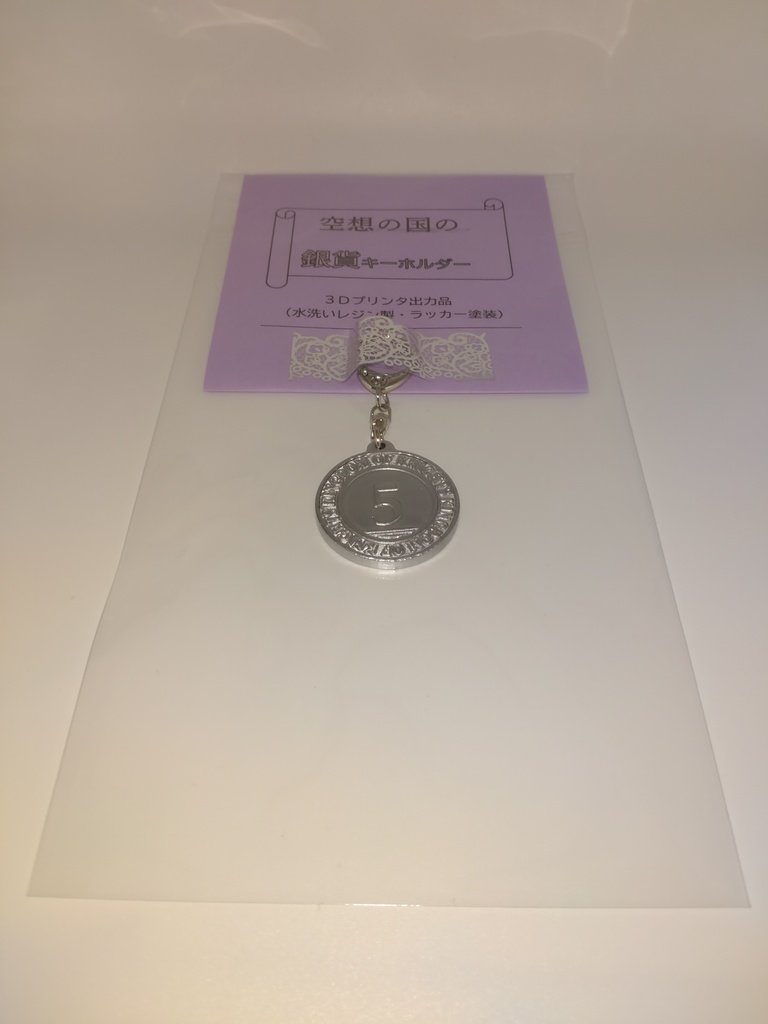 空想の国の
銀貨キーホルダー
3Dプリンタ出力品
（水洗いレジン製・ラッカー塗装）
5